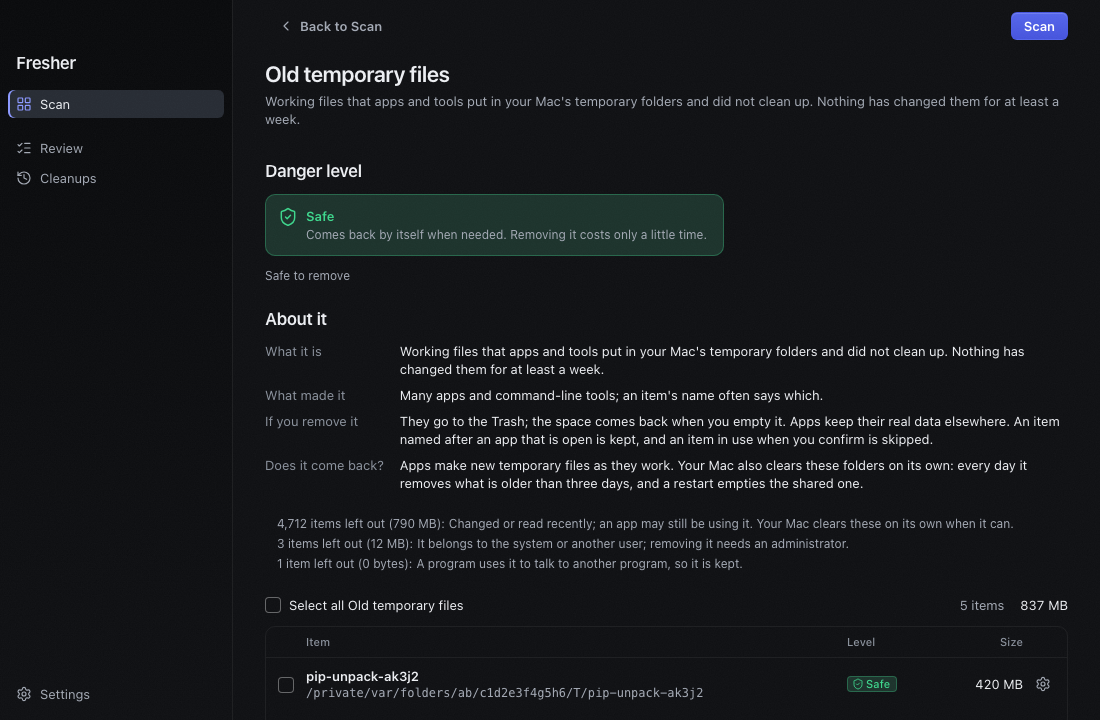 Back to Scan
Scan
Fresher
Scan
Review
Cleanups
Settings
Old temporary files
Working files that apps and tools put in your Mac's temporary folders and did not clean up. Nothing has changed them for at least a
week.
Danger level
Safe
Comes back by itself when needed. Removing it costs only a little time.
Safe to remove
About it
What it is
Working files that apps and tools put in your Mac's temporary folders and did not clean up. Nothing has
changed them for at least a week.
What made it
Many apps and command-line tools; an item's name often says which.
If you remove it
They go to the Trash; the space comes back when you empty it. Apps keep their real data elsewhere. An item
named after an app that is open is kept, and an item in use when you confirm is skipped.
Does it come back?
Apps make new temporary files as they work. Your Mac also clears these folders on its own: every day it
removes what is older than three days, and a restart empties the shared one.
4,712 items left out (790 MB): Changed or read recently; an app may still be using it. Your Mac clears these on its own when it can.
3 items left out (12 MB): It belongs to the system or another user; removing it needs an administrator.
1 item left out (0 bytes): A program uses it to talk to another program, so it is kept.
Select all Old temporary files
5 items 837 MB
Item Level Size
pip-unpack-ak3j2
/private/var/folders/ab/c1d2e3f4g5h6/T/pip-unpack-ak3j2
Safe
420 MB